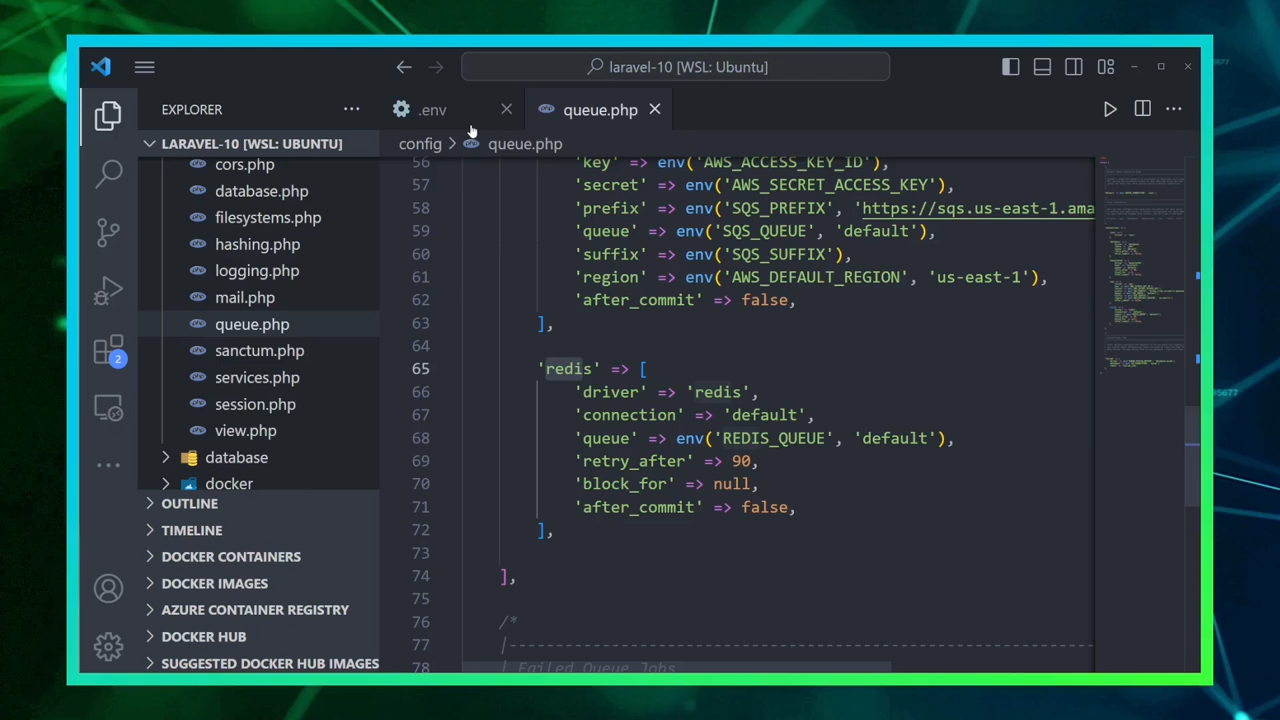 laravel-10 [WSL: Ubuntu]
EXPLORER
.env
queue.php
LARAVEL-10 [WSL: UBUNTU]
config
queue.php
cors.php
database.php
filesystems.php
hashing.php
logging.php
mail.php
queue.php
sanctum.php
services.php
session.php
view.php
database
docker
OUTLINE
TIMELINE
DOCKER CONTAINERS
DOCKER IMAGES
AZURE CONTAINER REGISTRY
DOCKER HUB
SUGGESTED DOCKER HUB IMAGES
2
56 'key' => env('AWS_ACCESS_KEY_ID'),
57 'secret' => env('AWS_SECRET_ACCESS_KEY'),
58 'prefix' => env('SQS_PREFIX', 'https://sqs.us-east-1.ama
59 'queue' => env('SQS_QUEUE', 'default'),
60 'suffix' => env('SQS_SUFFIX'),
61 'region' => env('AWS_DEFAULT_REGION', 'us-east-1'),
62 'after_commit' => false,
63 ],
64
65 'redis' => [
66 'driver' => 'redis',
67 'connection' => 'default',
68 'queue' => env('REDIS_QUEUE', 'default'),
69 'retry_after' => 90,
70 'block_for' => null,
71 'after_commit' => false,
72 ],
73
74 ],
75
76 /*
77 |--------------------------------------------------------------
78 | Failed Queue Jobs